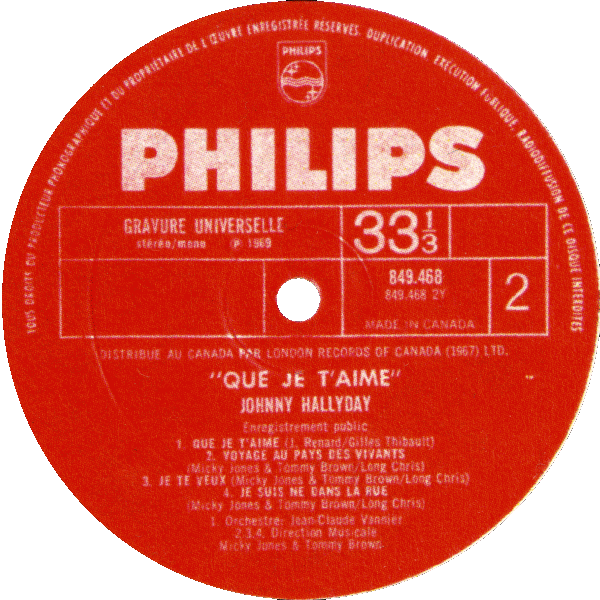 TOUS DROITS DU PRODUCTEUR PHONOGRAPHIQUE ET DU PROPRIÉTAIRE DE L'ŒUVRE ENREGISTRÉE RÉSERVÉS. DUPLICATION, EXÉCUTION PUBLIQUE, RADIODIFFUSION DE CE DISQUE INTERDITES
PHILIPS
PHILIPS
GRAVURE UNIVERSELLE
stéréo/mono ℗ 1969
33 1/3
849.468
849.468 2Y
2
MADE IN CANADA
DISTRIBUÉ AU CANADA PAR LONDON RECORDS OF CANADA (1967) LTD.
"QUE JE T'AIME"
JOHNNY HALLYDAY
Enregistrement public
1. QUE JE T'AIME (J. Renard/Gilles Thibault)
2. VOYAGE AU PAYS DES VIVANTS
(Micky Jones & Tommy Brown/Long Chris)
3. JE TE VEUX (Micky Jones & Tommy Brown/Long Chris)
4. JE SUIS NE DANS LA RUE
(Micky Jones & Tommy Brown/Long Chris)
1. Orchestre: Jean-Claude Vannier
2.3.4. Direction Musicale
Micky Jones & Tommy Brown